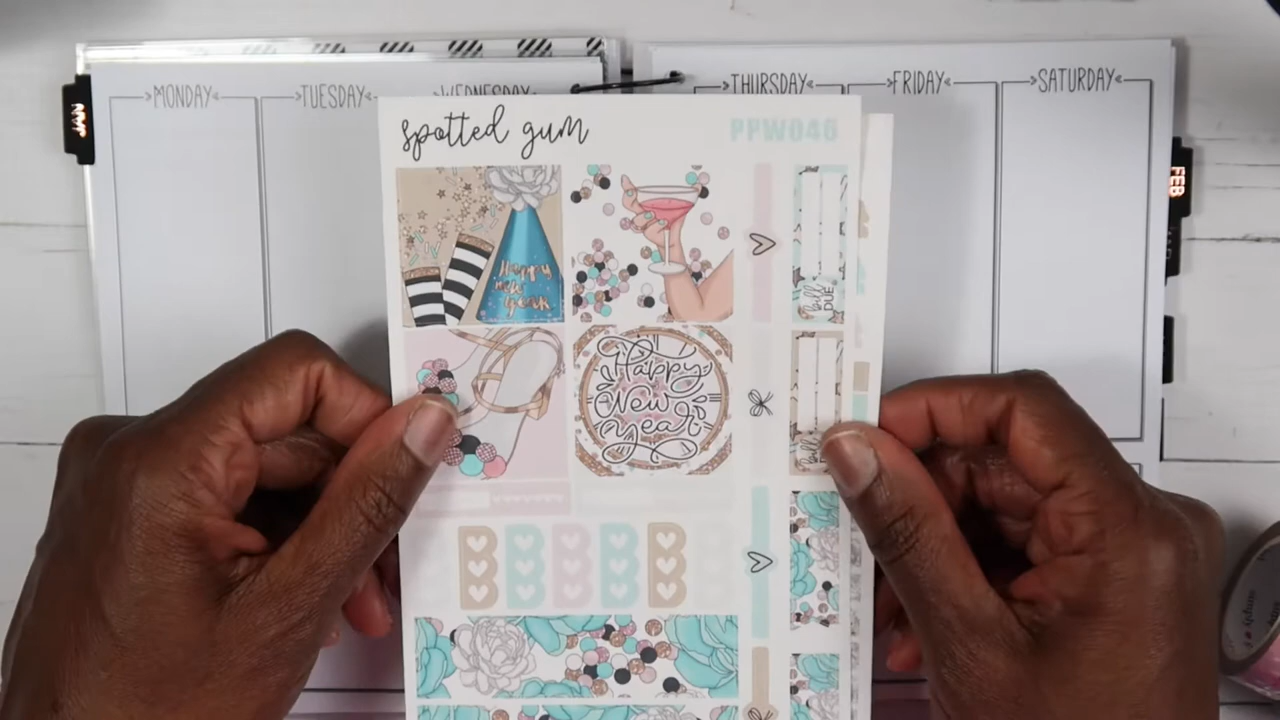 MONDAY
TUESDAY
WEDNESDAY
THURSDAY
FRIDAY
SATURDAY
FEB
spotted gum
PPW046
Happy
new
year
Happy
New
Year
bill
DUE